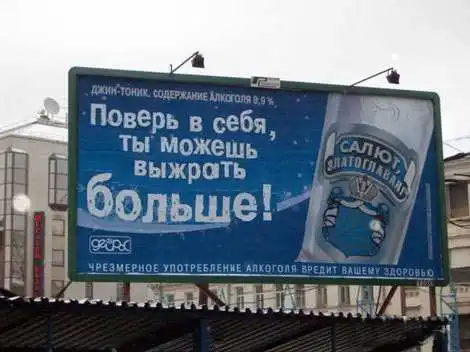 ДЖИН-ТОНИК. СОДЕРЖАНИЕ АЛКОГОЛЯ 8,9 %
Поверь в себя,
ты можешь
выжрать
больше!
САЛЮТ,
ЗЛАТОГЛАВАЯ!
ЧРЕЗМЕРНОЕ УПОТРЕБЛЕНИЕ АЛКОГОЛЯ ВРЕДИТ ВАШЕМУ ЗДОРОВЬЮ